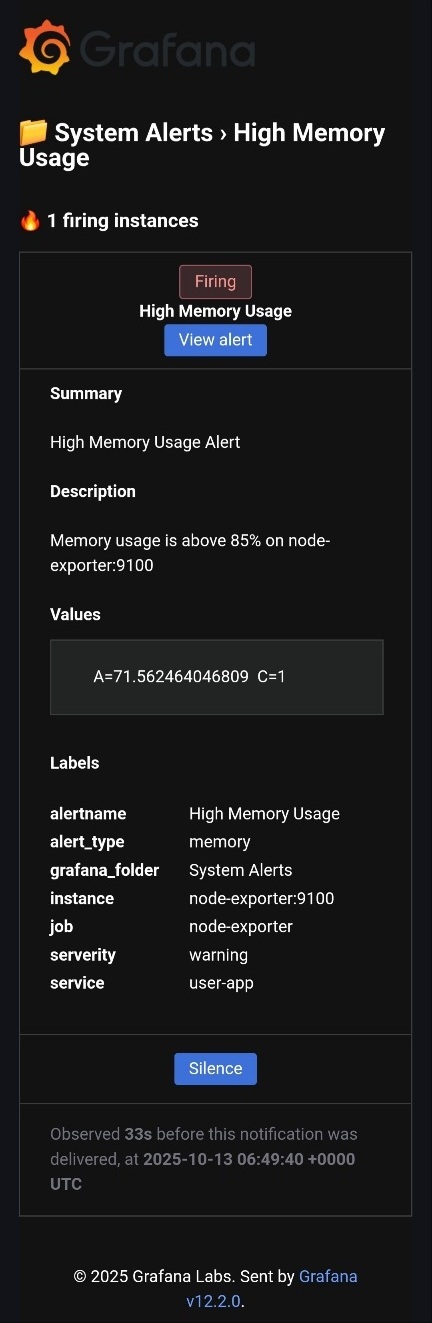 Grafana
System Alerts › High Memory
Usage
1 firing instances
Firing
High Memory Usage
View alert
Summary
High Memory Usage Alert
Description
Memory usage is above 85% on node-
exporter:9100
Values
A=71.562464046809 C=1
Labels
alertname High Memory Usage
alert_type memory
grafana_folder System Alerts
instance node-exporter:9100
job node-exporter
serverity warning
service user-app
Silence
Observed 33s before this notification was
delivered, at 2025-10-13 06:49:40 +0000
UTC
© 2025 Grafana Labs. Sent by Grafana
v12.2.0.